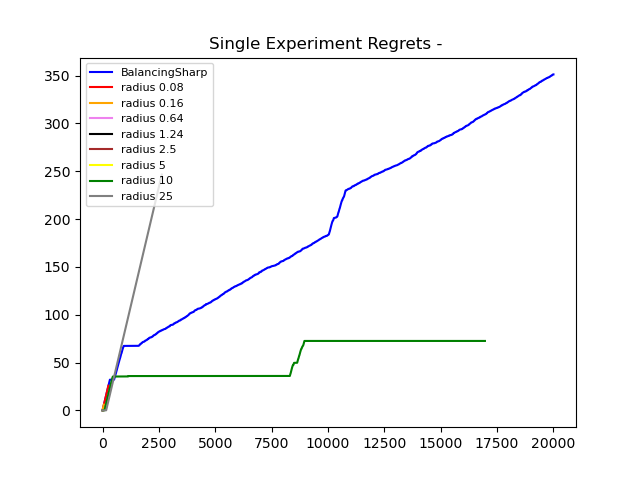 Single Experiment Regrets -
BalancingSharp
radius 0.08
radius 0.16
radius 0.64
radius 1.24
radius 2.5
radius 5
radius 10
radius 25
350
300
250
200
150
100
50
0
0 2500 5000 7500 10000 12500 15000 17500 20000